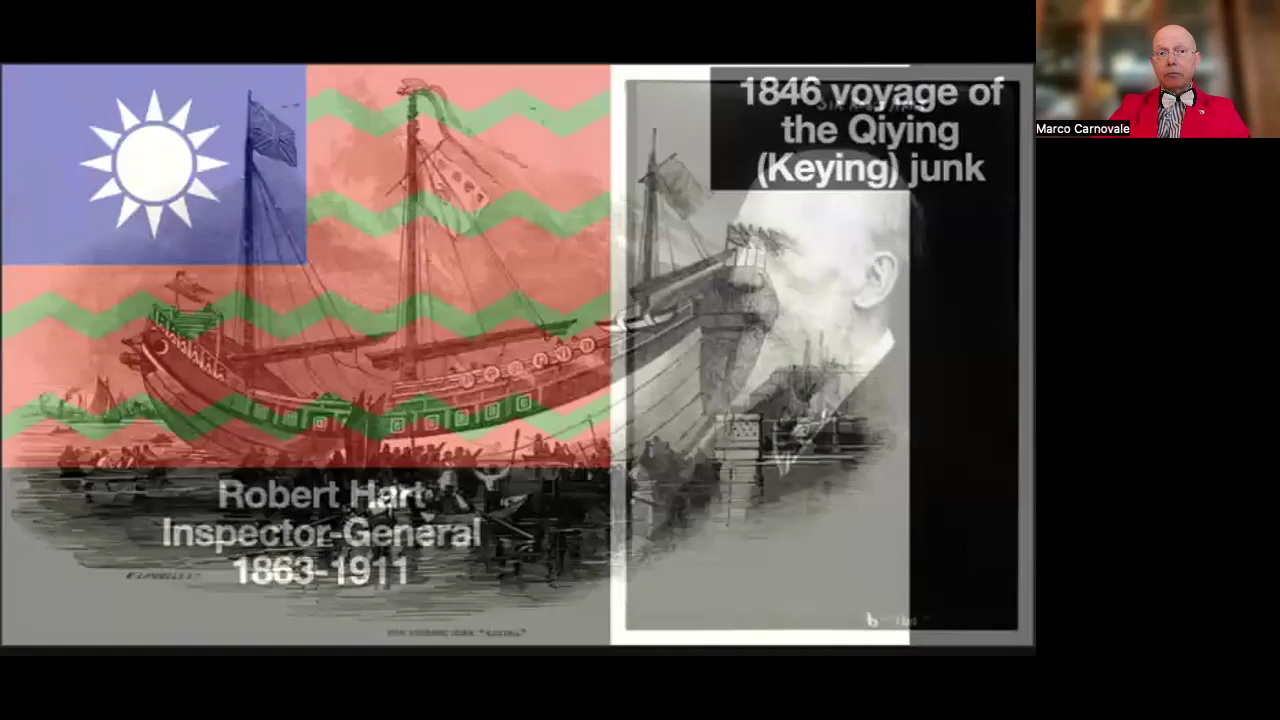 1846 voyage of
the Qiying
(Keying) junk
Marco Carnovale
Robert Hart
Inspector-General
1863-1911